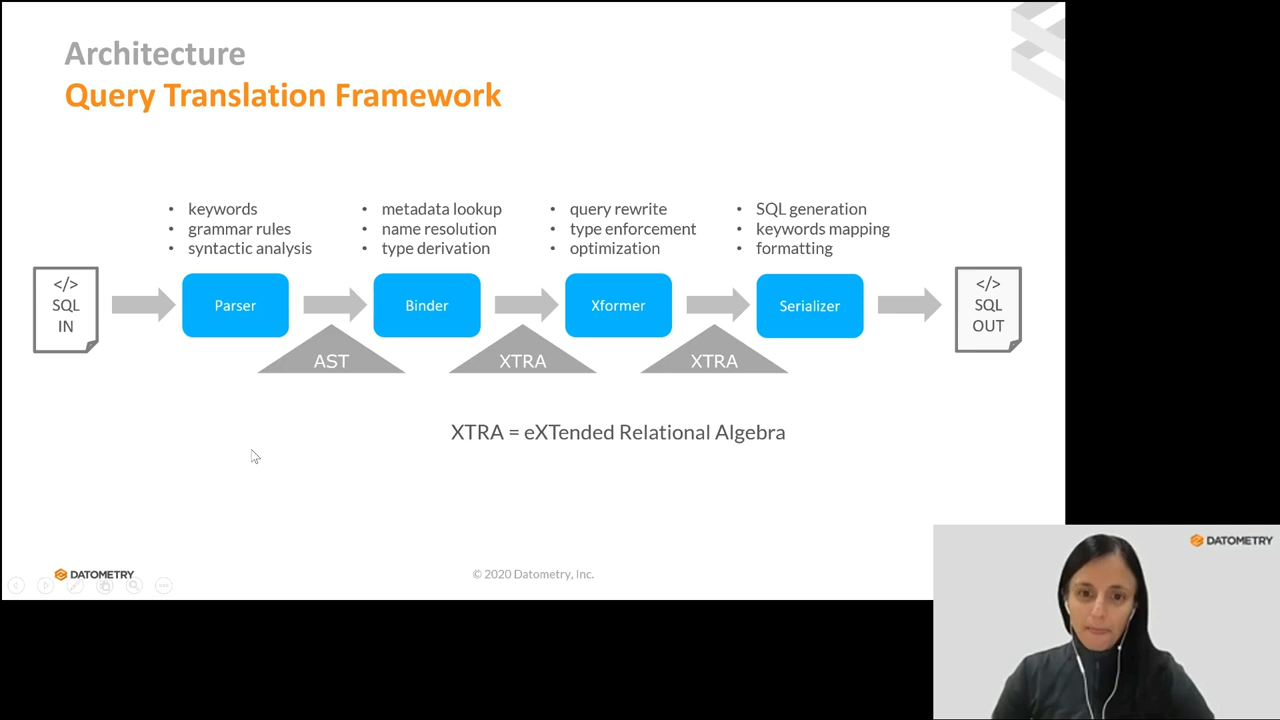 Architecture
Query Translation Framework
• keywords
• grammar rules
• syntactic analysis
• metadata lookup
• name resolution
• type derivation
• query rewrite
• type enforcement
• optimization
• SQL generation
• keywords mapping
• formatting
</>
SQL
IN
Parser
Binder
Xformer
Serializer
</>
SQL
OUT
AST
XTRA
XTRA
XTRA = eXTended Relational Algebra
DATOMETRY
© 2020 Datometry, Inc.
DATOMETRY